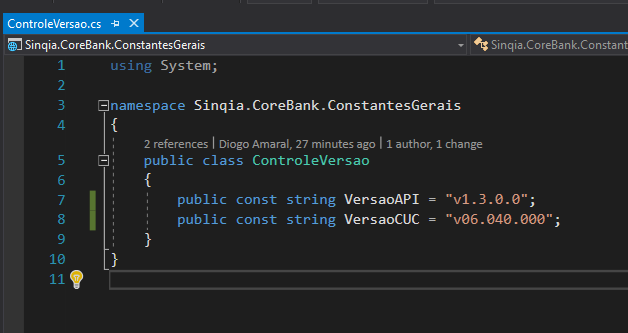 ControleVersao.cs
Sinqia.CoreBank.ConstantesGerais Sinqia.CoreBank.Constant
1 using System;
2
3 namespace Sinqia.CoreBank.ConstantesGerais
4 {
2 references | Diogo Amaral, 27 minutes ago | 1 author, 1 change
5 public class ControleVersao
6 {
7 public const string VersaoAPI = "v1.3.0.0";
8 public const string VersaoCUC = "v06.040.000";
9 }
10 }
11